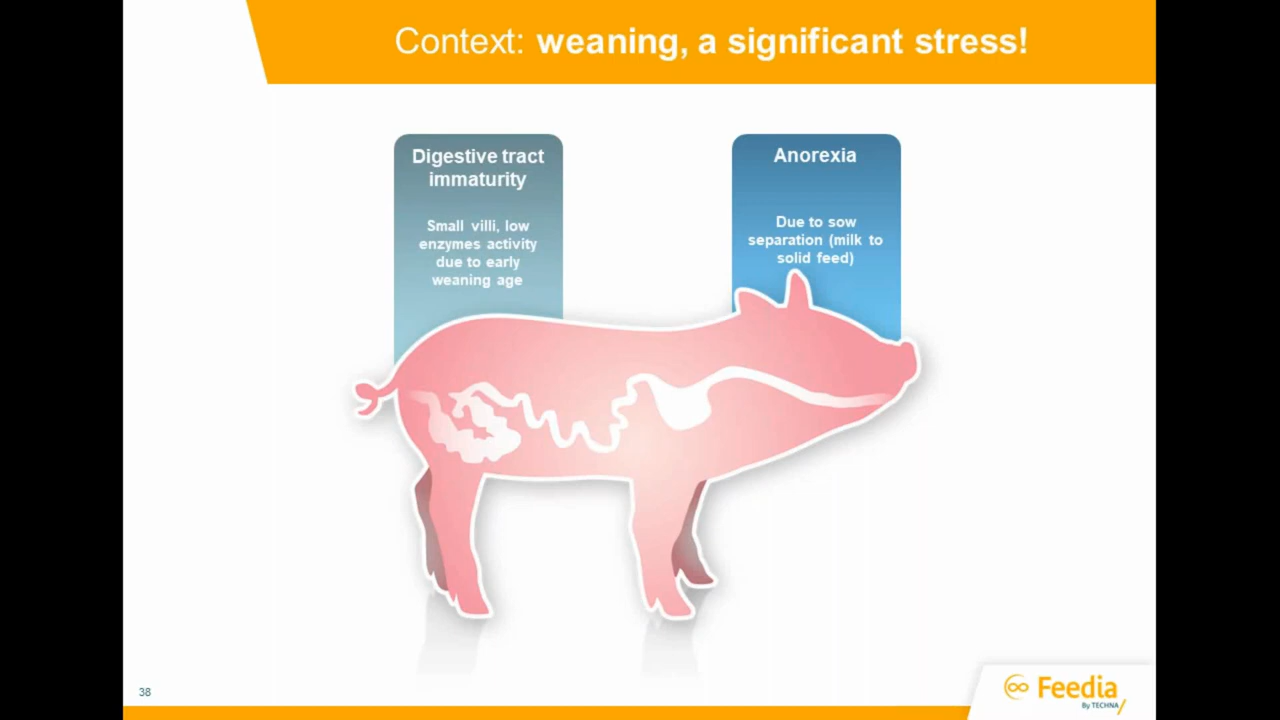 Context: weaning, a significant stress!
Digestive tract
immaturity
Small villi, low
enzymes activity
due to early
weaning age
Anorexia
Due to sow
separation (milk to
solid feed)
38
Feedia
By TECHNA